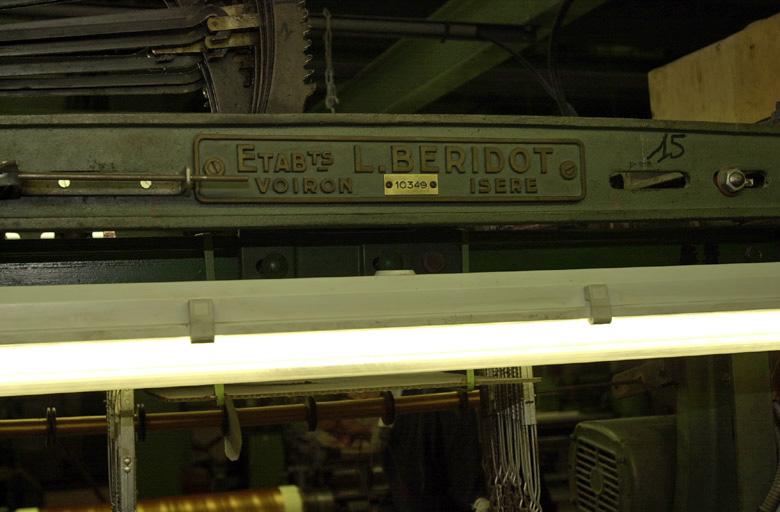 ETABTS L.BERIDOT
VOIRON 10349 ISERE
15